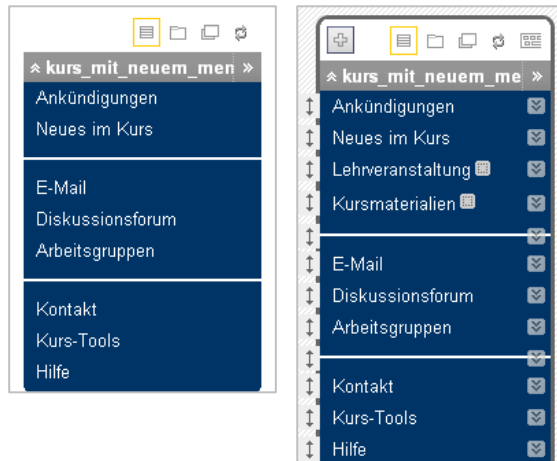 kurs_mit_neuem_men
Ankündigungen
Neues im Kurs
E-Mail
Diskussionsforum
Arbeitsgruppen
Kontakt
Kurs-Tools
Hilfe
kurs_mit_neuem_me
Ankündigungen
Neues im Kurs
Lehrveranstaltung
Kursmaterialien
E-Mail
Diskussionsforum
Arbeitsgruppen
Kontakt
Kurs-Tools
Hilfe